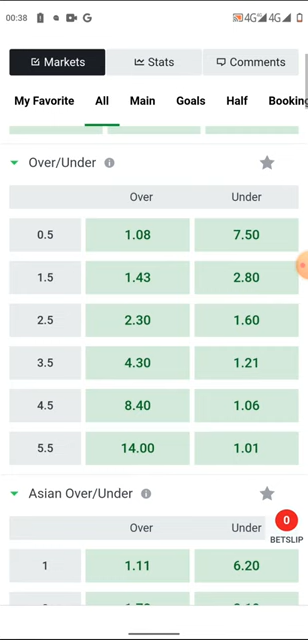 00:38 G 4G 4G
Markets Stats Comments
My Favorite All Main Goals Half Booking
Over/Under
Over Under
0.5 1.08 7.50
1.5 1.43 2.80
2.5 2.30 1.60
3.5 4.30 1.21
4.5 8.40 1.06
5.5 14.00 1.01
Asian Over/Under
0
BETSLIP
Over Under
1 1.11 6.20